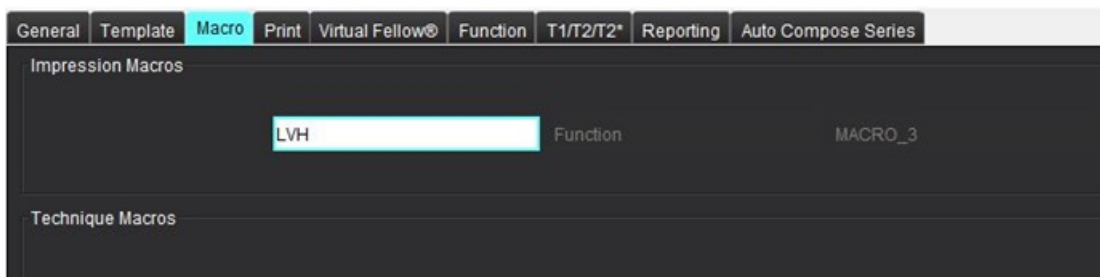 General Template Macro Print Virtual Fellow® Function T1/T2/T2* Reporting Auto Compose Series
Impression Macros
LVH Function MACRO_3
Technique Macros